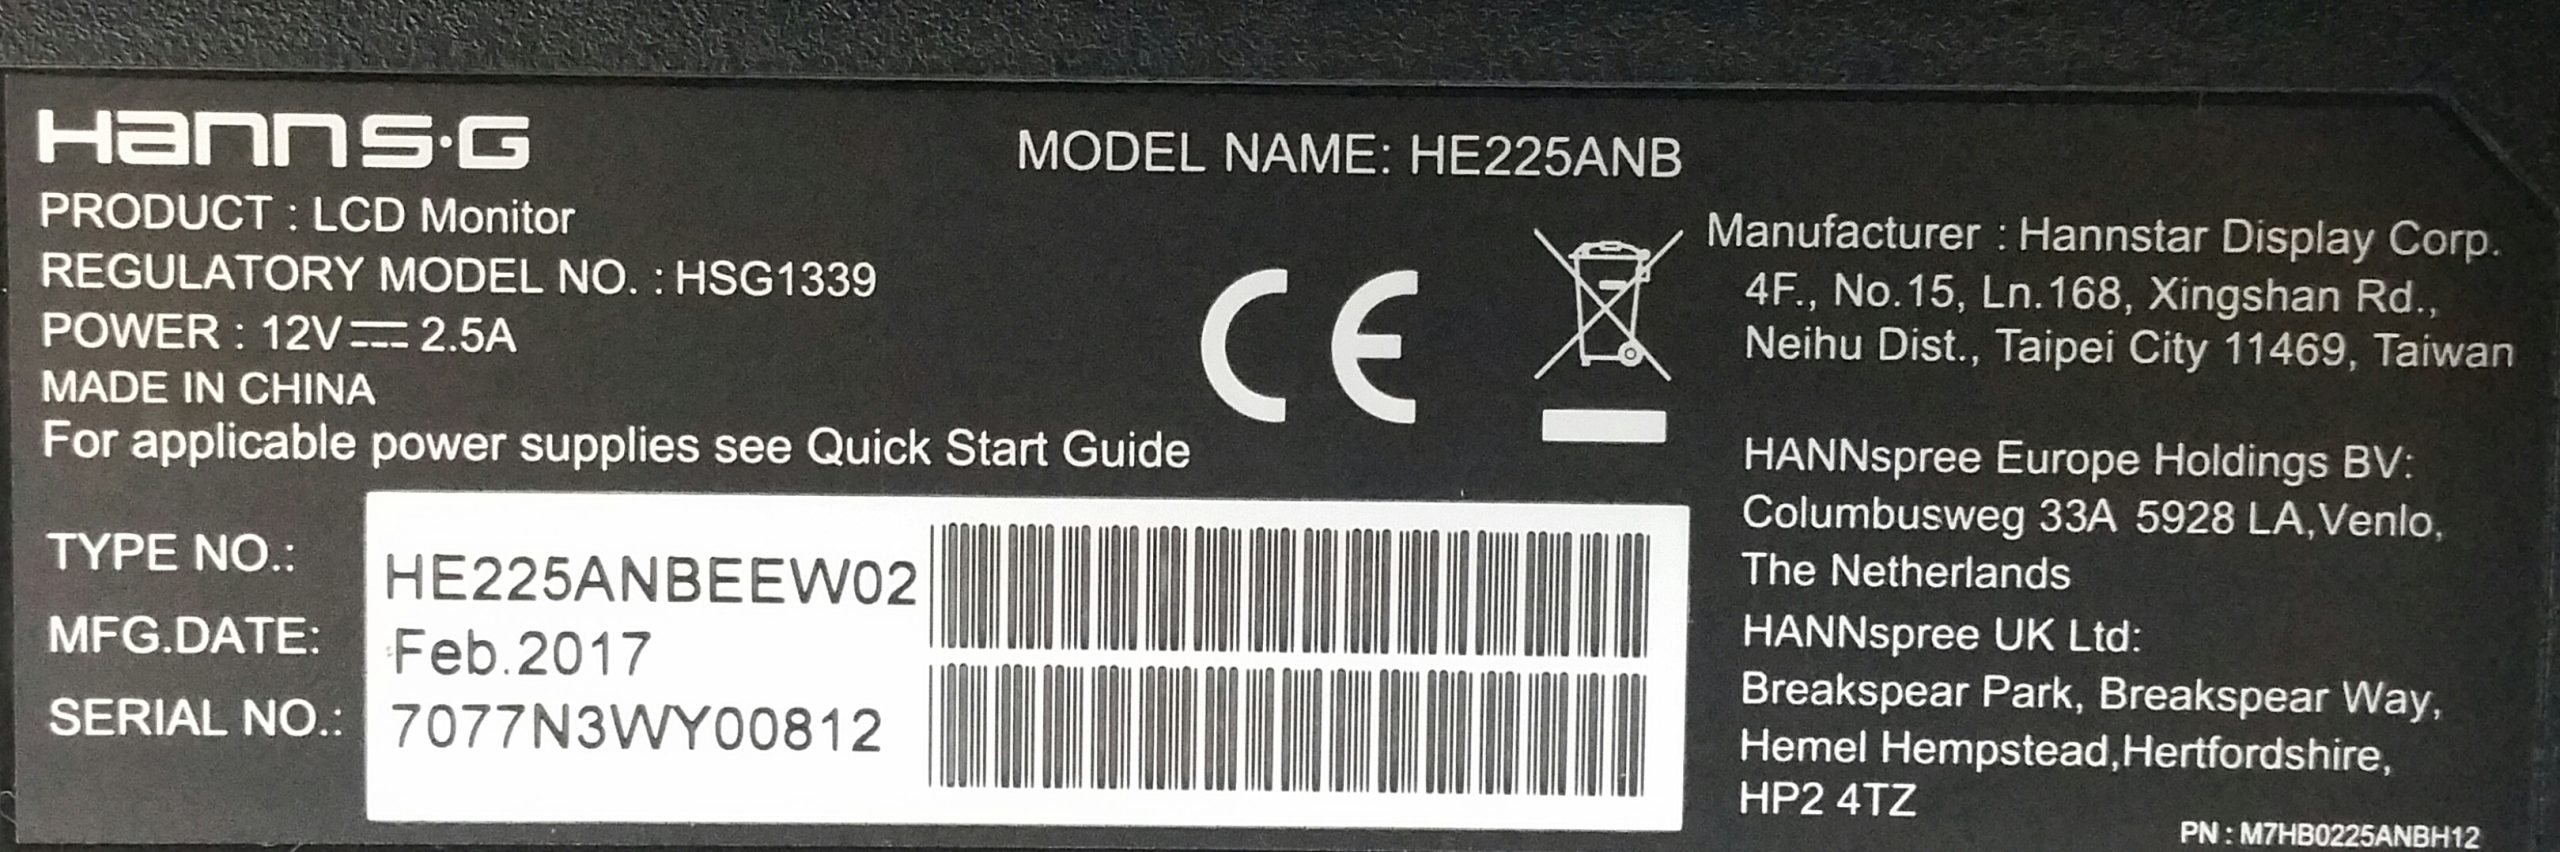 Hanns·G
MODEL NAME: HE225ANB
PRODUCT : LCD Monitor
REGULATORY MODEL NO. : HSG1339
POWER : 12V⎓2.5A
MADE IN CHINA
For applicable power supplies see Quick Start Guide
CE
TYPE NO.: HE225ANBEEW02
MFG.DATE: Feb.2017
SERIAL NO.: 7077N3WY00812
Manufacturer : Hannstar Display Corp.
4F., No.15, Ln.168, Xingshan Rd.,
Neihu Dist., Taipei City 11469, Taiwan
HANNspree Europe Holdings BV:
Columbusweg 33A 5928 LA,Venlo,
The Netherlands
HANNspree UK Ltd:
Breakspear Park, Breakspear Way,
Hemel Hempstead,Hertfordshire,
HP2 4TZ
PN : M7HB0225ANBH12